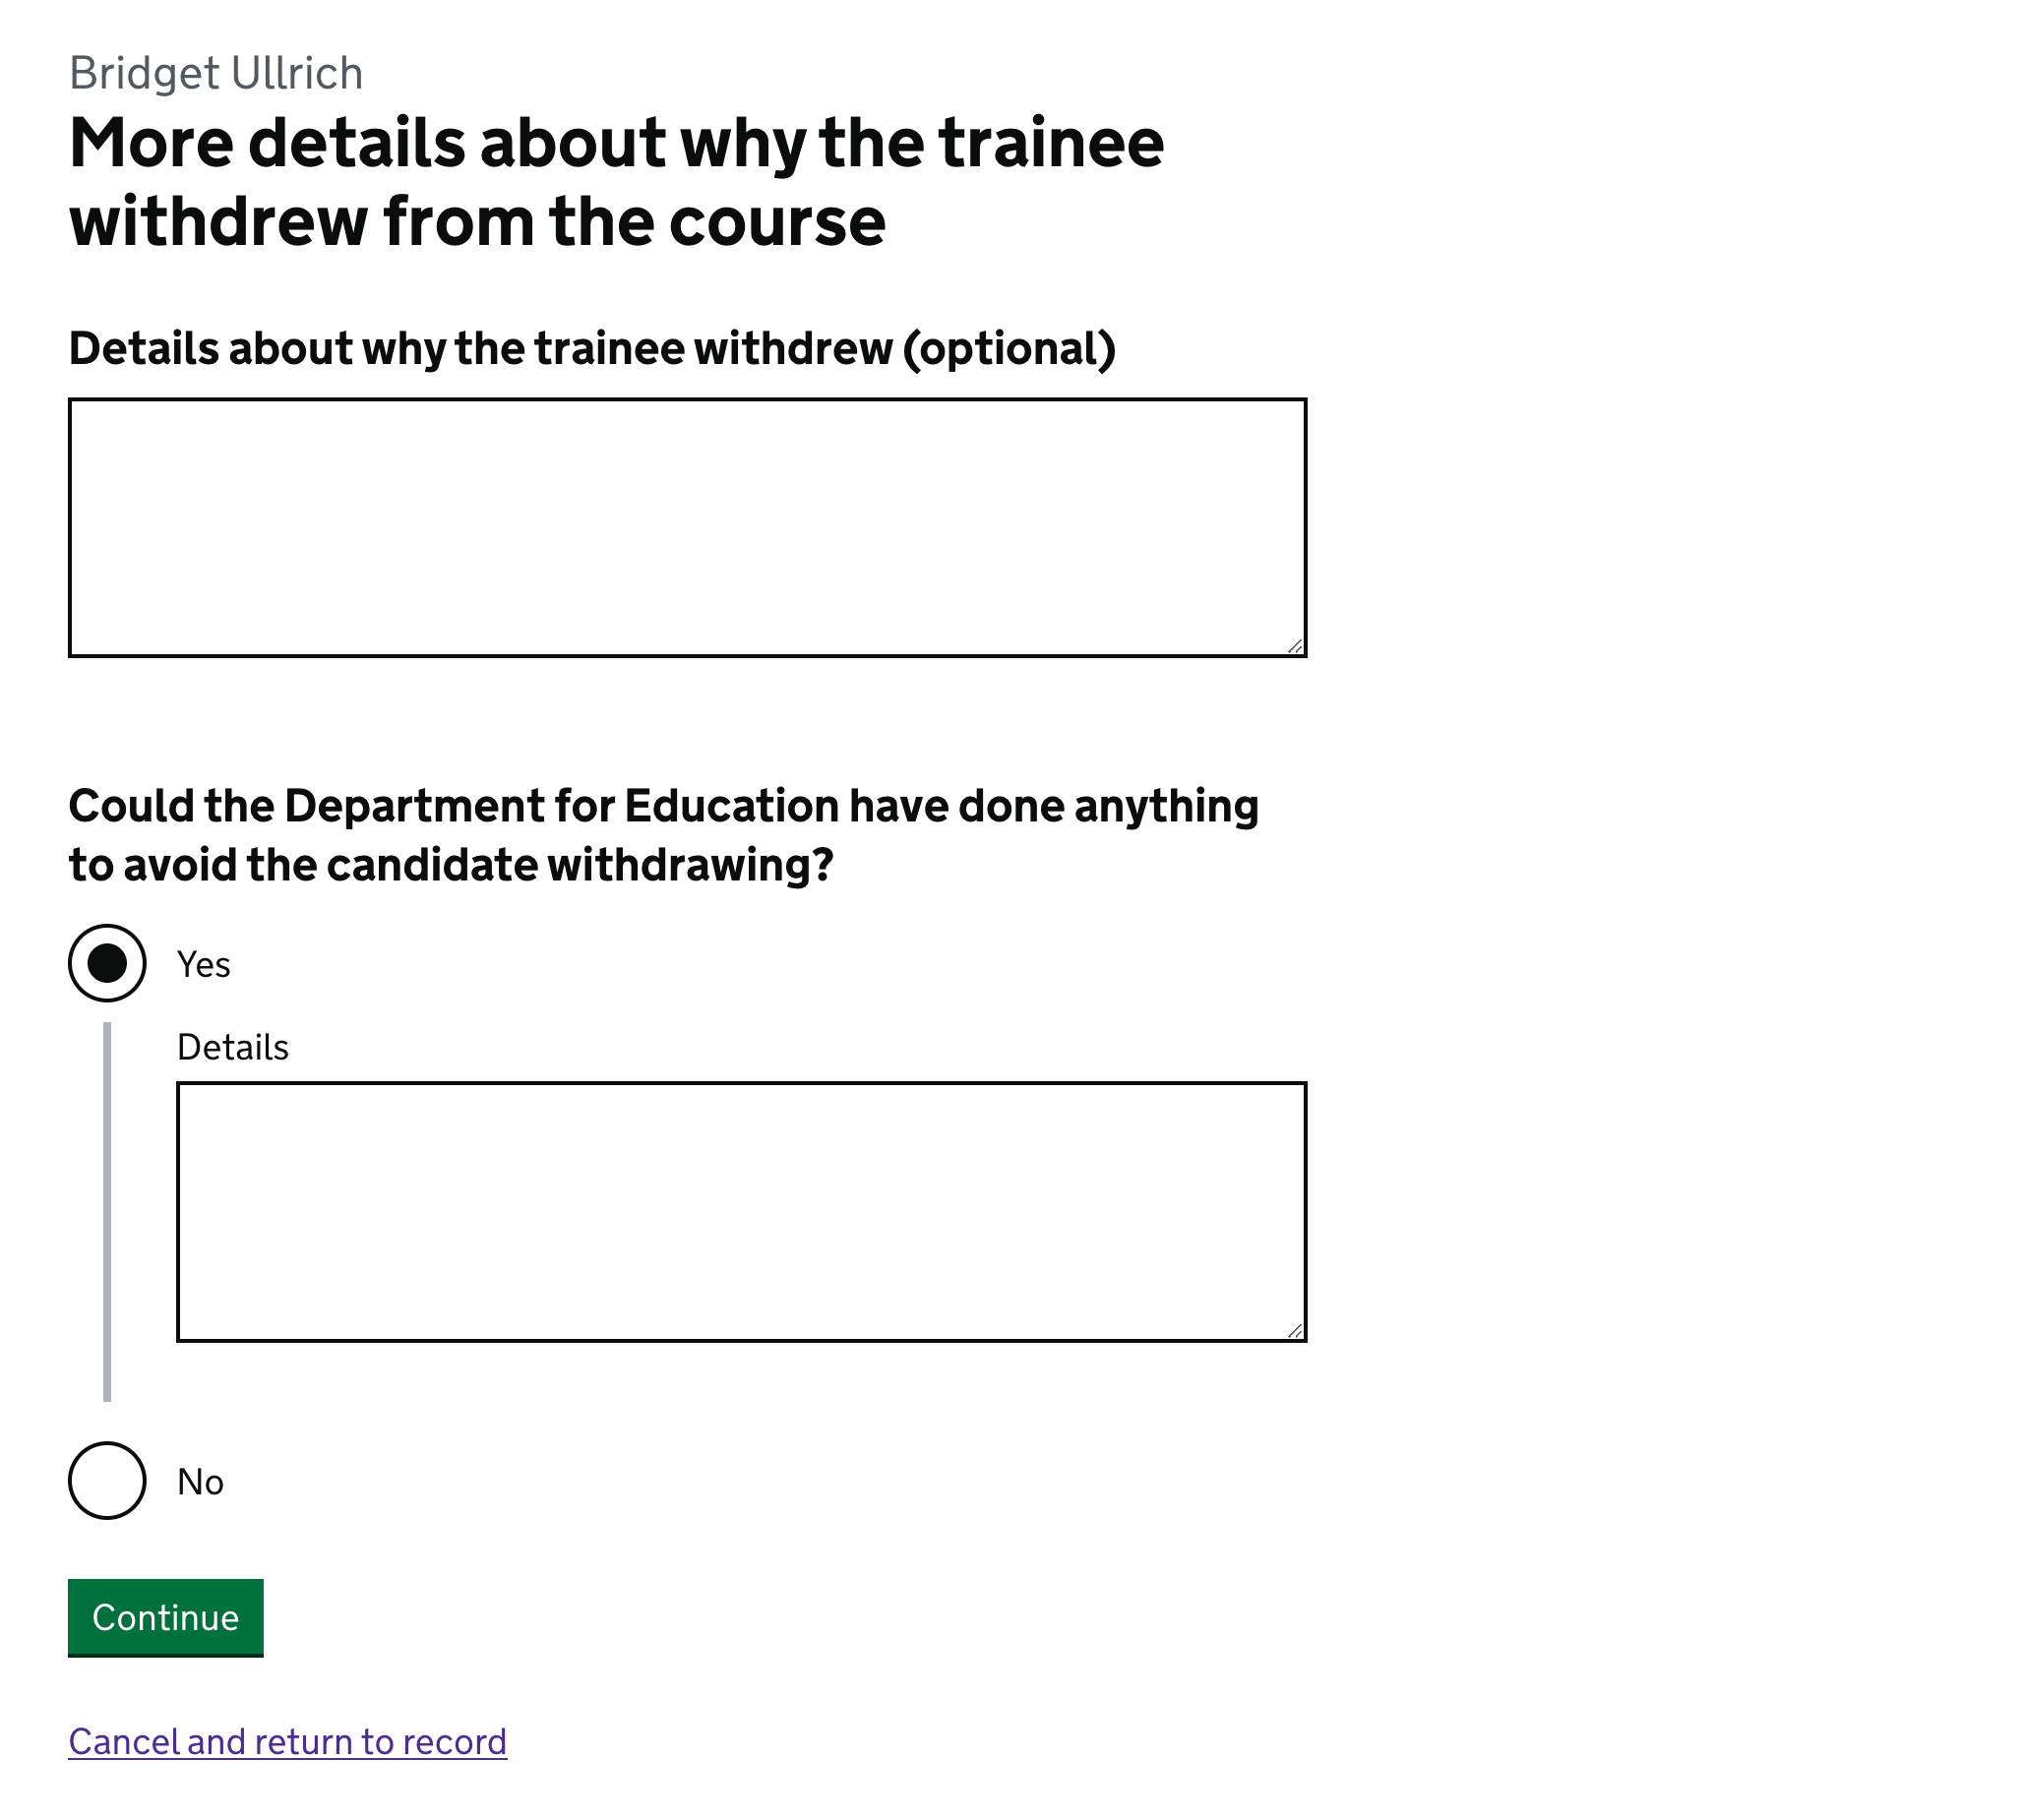 Bridget Ullrich
More details about why the trainee
withdrew from the course
Details about why the trainee withdrew (optional)
Could the Department for Education have done anything
to avoid the candidate withdrawing?
Yes
Details
No
Continue
Cancel and return to record